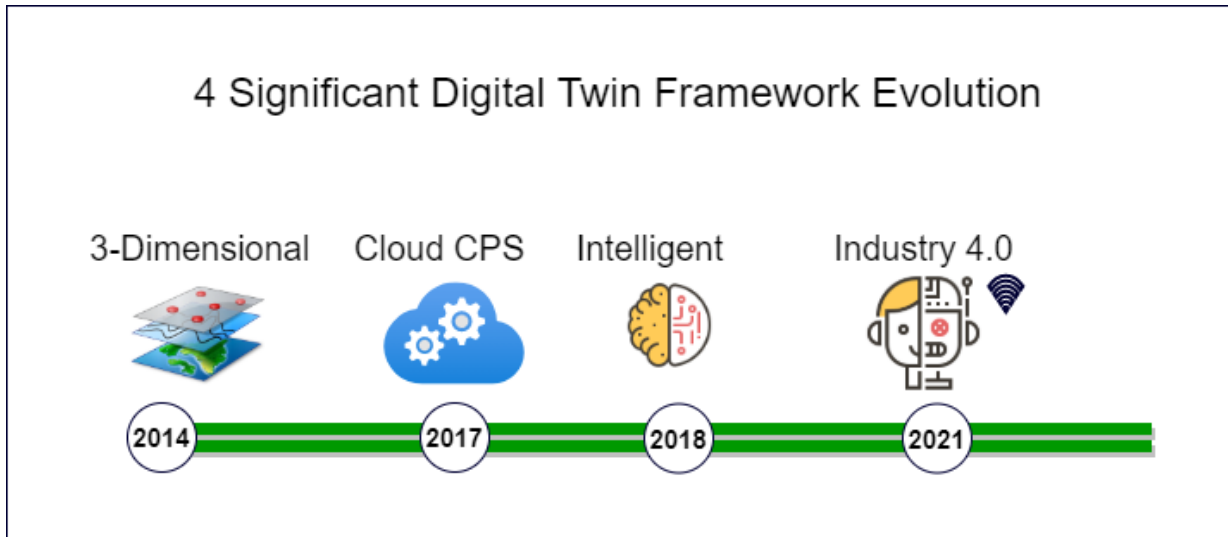 4 Significant Digital Twin Framework Evolution
3-Dimensional
Cloud CPS
Intelligent
Industry 4.0
2014
2017
2018
2021